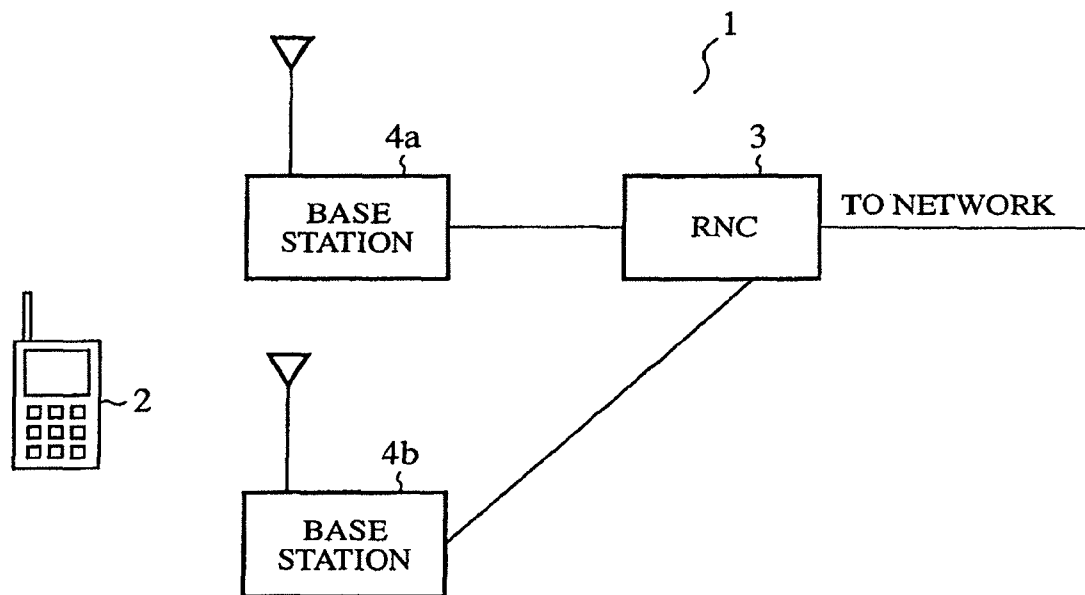 1
4a
3
BASE
STATION
RNC
TO NETWORK
2
4b
BASE
STATION